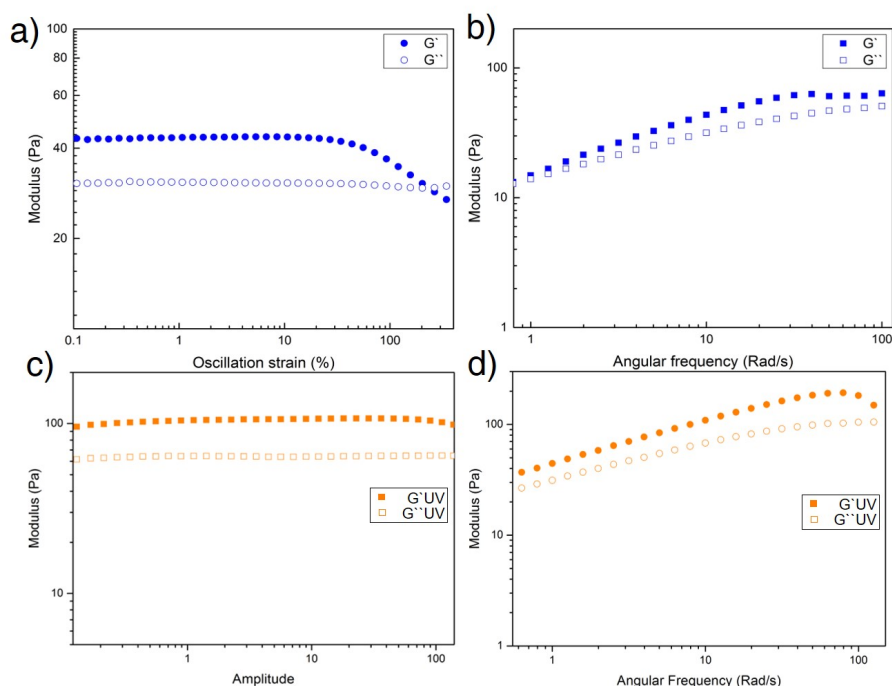 a)
100
80
60
40
20
Modulus (Pa)
G`
G``
0.1
1
10
100
Oscillation strain (%)
b)
100
10
1
Modulus (Pa)
G`
G``
1
10
100
Angular frequency (Rad/s)
c)
100
10
Modulus (Pa)
G`UV
G``UV
1
10
100
Amplitude
d)
100
10
1
Modulus (Pa)
G`UV
G``UV
1
10
100
Angular Frequency (Rad/s)